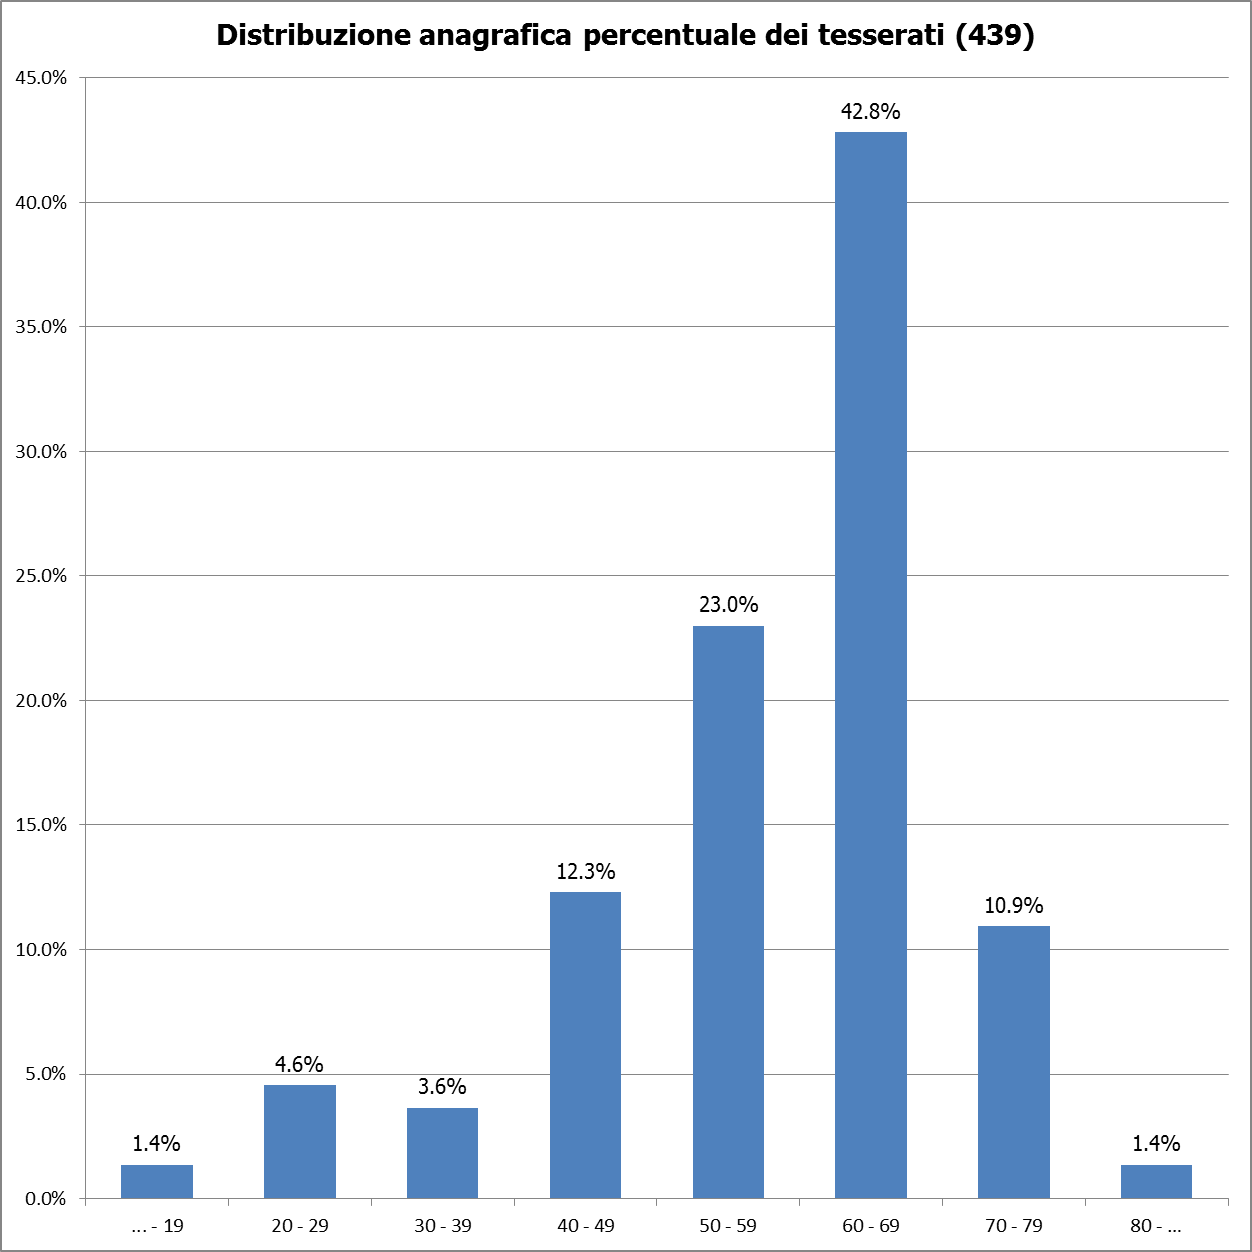 Distribuzione anagrafica percentuale dei tesserati (439)
45.0%
40.0%
35.0%
30.0%
25.0%
20.0%
15.0%
10.0%
5.0%
0.0%
1.4%
4.6%
3.6%
12.3%
23.0%
42.8%
10.9%
1.4%
... - 19
20 - 29
30 - 39
40 - 49
50 - 59
60 - 69
70 - 79
80 - ...